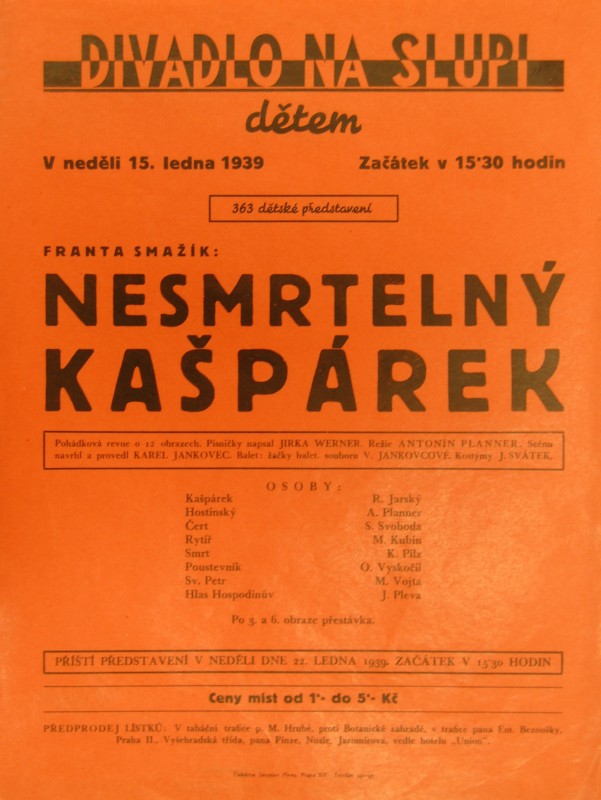 DIVADLO NA SLUPI
dětem
V neděli 15. ledna 1939 Začátek v 15˙30 hodin
363 dětské představení
FRANTA SMAŽÍK:
NESMRTELNÝ
KAŠPÁREK
Pohádková revue o 12 obrazech. Písničky napsal JIRKA WERNER. Režie ANTONÍN PLANNER. Scénu
navrhl a provedl KAREL JANKOVEC. Balet: žačky balet. souboru V. JANKOVCOVÉ. Kostýmy J. SVÁTEK.
OSOBY:
Kašpárek R. Jarský
Hostinský A. Planner
Čert S. Svoboda
Rytíř M. Kubín
Smrt K. Pilz
Poustevník O. Vyskočil
Sv. Petr M. Vojta
Hlas Hospodinův J. Pleva
Po 3. a 6. obraze přestávka.
PŘÍŠTÍ PŘEDSTAVENÍ V NEDĚLI DNE 22. LEDNA 1939. ZAČÁTEK V 15˙30 HODIN
Ceny míst od 1˙- do 5˙- Kč
PŘEDPRODEJ LÍSTKŮ: V tabáční trafice p. M. Hrubé, proti Botanické zahradě, v trafice pana Em. Bezoušky,
Praha II., Vyšehradská třída, pana Pinze, Nusle, Jaromírova, vedle hotelu „Union".
Praha XII.